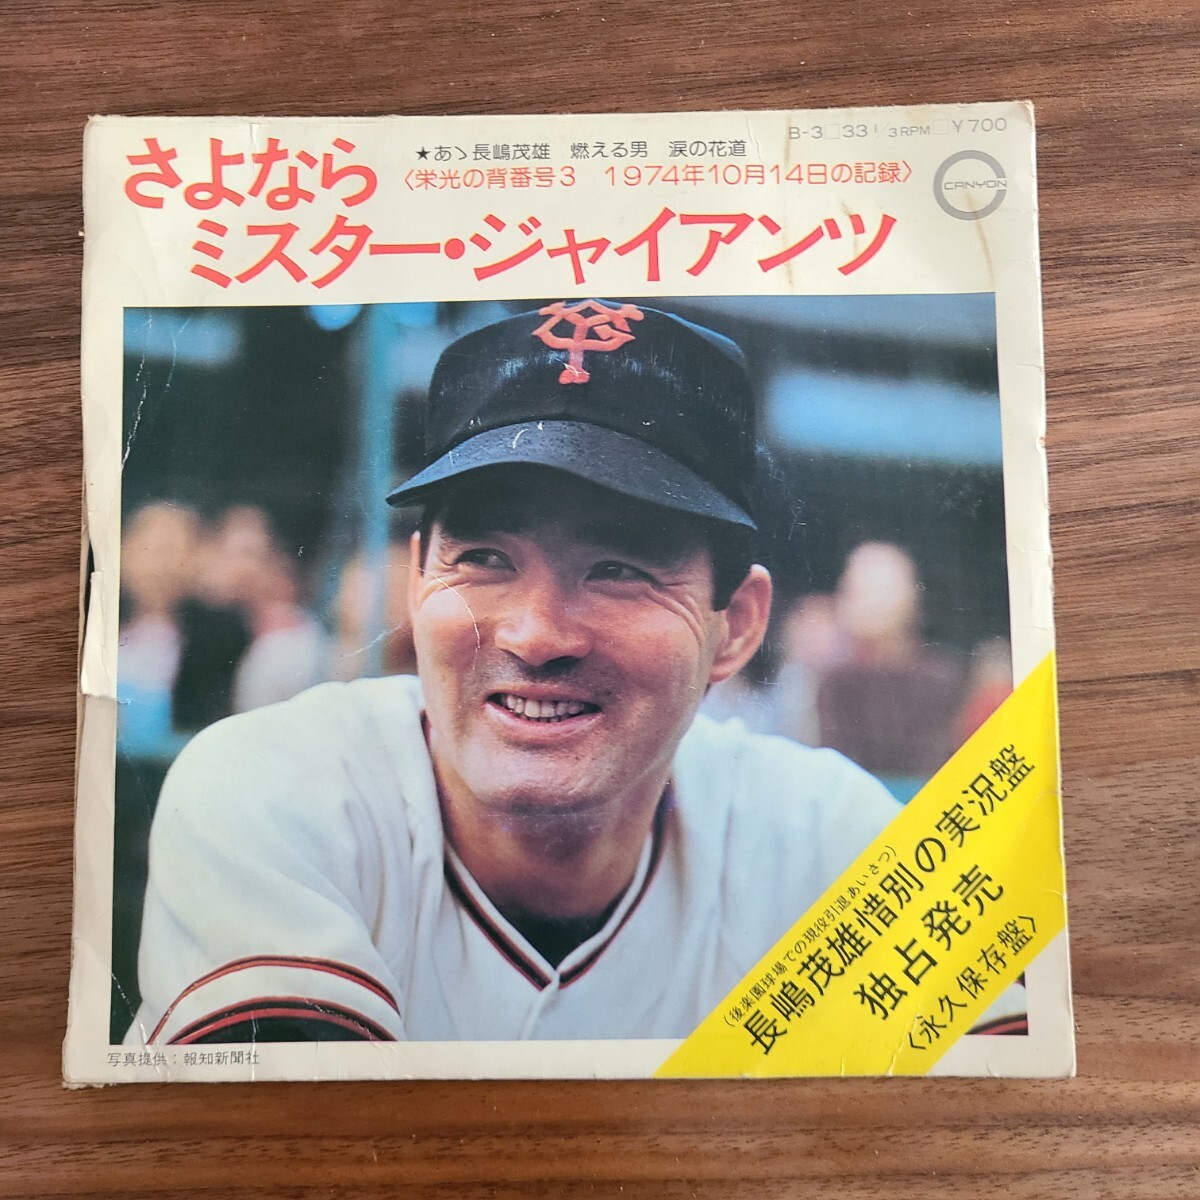 B-3□33 1/3RPM□¥700
★あゝ長嶋茂雄 燃える男 涙の花道
〈栄光の背番号3 1974年10月14日の記録〉
CANYON
さよなら
ミスター・ジャイアンツ
(後楽園球場での現役引退あいさつ)
長嶋茂雄惜別の実況盤
独占発売
〈永久保存盤〉
写真提供：報知新聞社